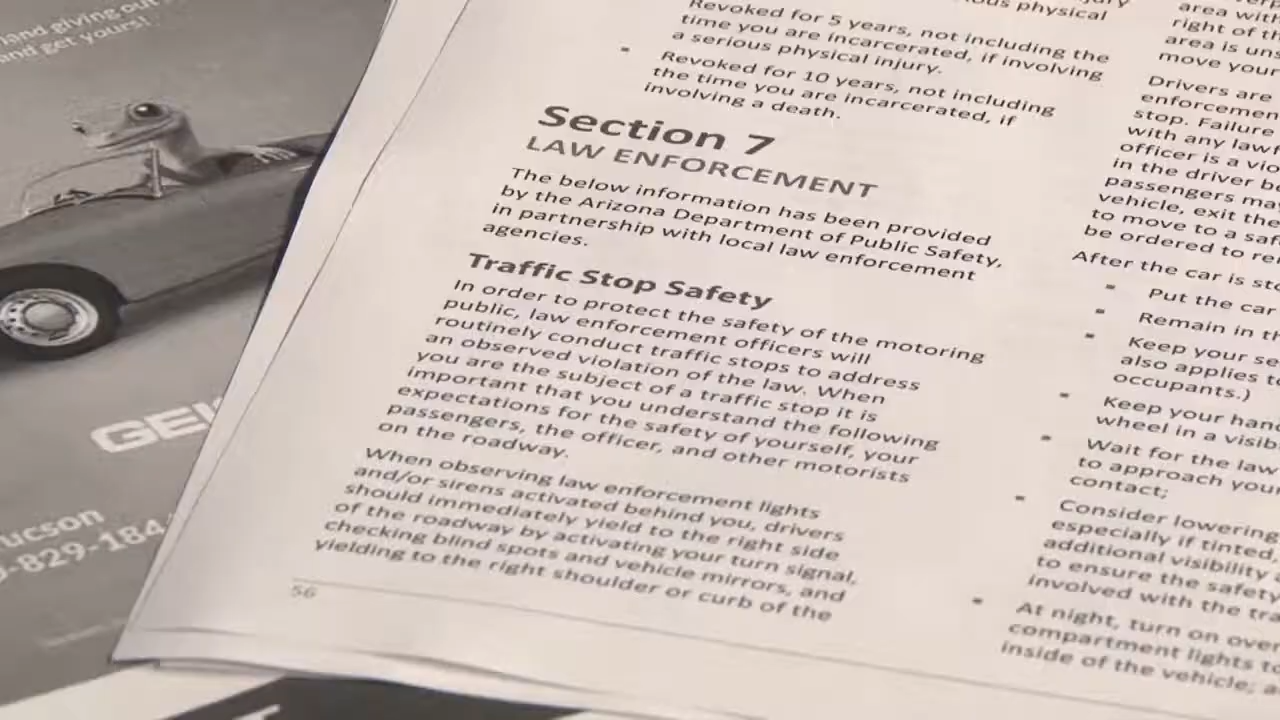 and giving out
and get yours!
GEI
ucson
829-184
physical
Revoked for 5 years, not including the
time you are incarcerated, if involving
a serious physical injury.
Revoked for 10 years, not including
the time you are incarcerated, if
involving a death.
Section 7
LAW ENFORCEMENT
The below information has been provided
by the Arizona Department of Public Safety,
in partnership with local law enforcement
agencies.
Traffic Stop Safety
In order to protect the safety of the motoring
public, law enforcement officers will
routinely conduct traffic stops to address
an observed violation of the law. When
you are the subject of a traffic stop it is
important that you understand the following
expectations for the safety of yourself, your
passengers, the officer, and other motorists
on the roadway.
When observing law enforcement lights
and/or sirens activated behind you, drivers
should immediately yield to the right side
of the roadway by activating your turn signal,
checking blind spots and vehicle mirrors, and
yielding to the right shoulder or curb of the
56
area with
right of th
area is uns
move your
Drivers are
enforcemen
stop. Failure
with any lawf
officer is a vio
in the driver b
passengers may
vehicle, exit the
to move to a saf
be ordered to re
After the car is sto
Put the car
Remain in th
Keep your se
also applies to
occupants.)
Keep your hand
wheel in a visib
Wait for the law
to approach your
contact;
Consider lowering
especially if tinted,
additional visibility
to ensure the safety
involved with the tra
At night, turn on over
compartment lights to
inside of the vehicle; a